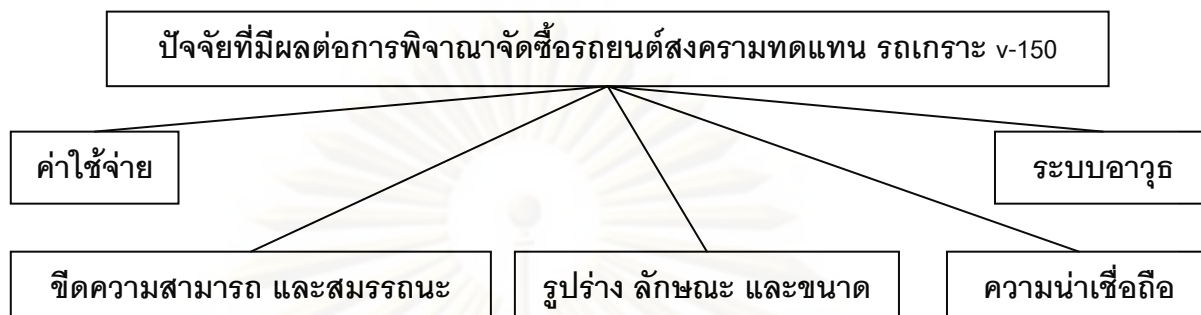 ปัจจัยที่มีผลต่อการพิจาณาจัดซื้อรถยนต์สงครามทดแทน รถเกราะ v-150
ค่าใช้จ่าย
ระบบอาวุธ
ขีดความสามารถ และสมรรถนะ
รูปร่าง ลักษณะ และขนาด
ความน่าเชื่อถือ